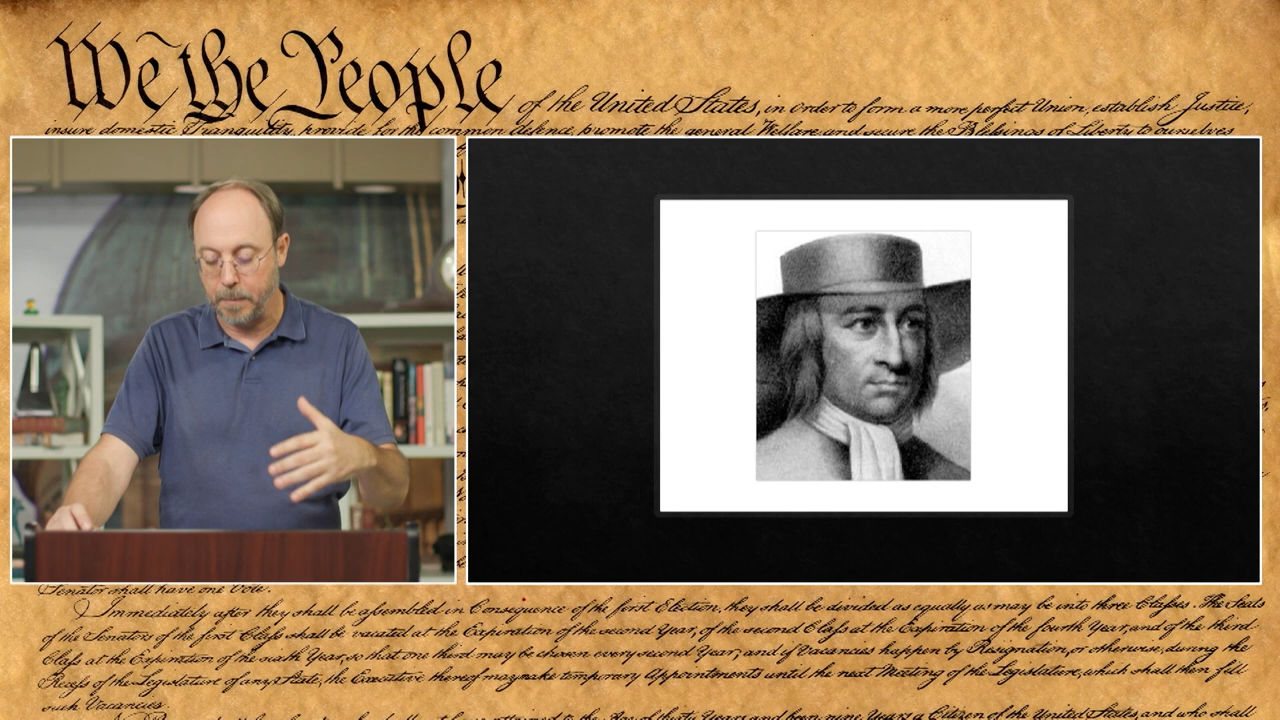 We the People of the United States, in order to form a more perfect Union, establish Justice,
insure domestic Tranquility, provide for the common defence, promote the general Welfare, and secure the Blessings of Liberty to ourselves
Senator shall have one Vote.
Immediately after they shall be assembled in Consequence of the first Election, they shall be divided as equally as may be into three Classes. The Seats
of the Senators of the first Class shall be vacated at the Expiration of the second Year, of the second Class at the Expiration of the fourth Year, and of the third
Class at the Expiration of the sixth Year, so that one third may be chosen every second Year; and if Vacancies happen by Resignation, or otherwise, during the
Recess of the Legislature of any State, the Executive thereof may make temporary Appointments until the next Meeting of the Legislature, which shall then fill
such Vacancies.